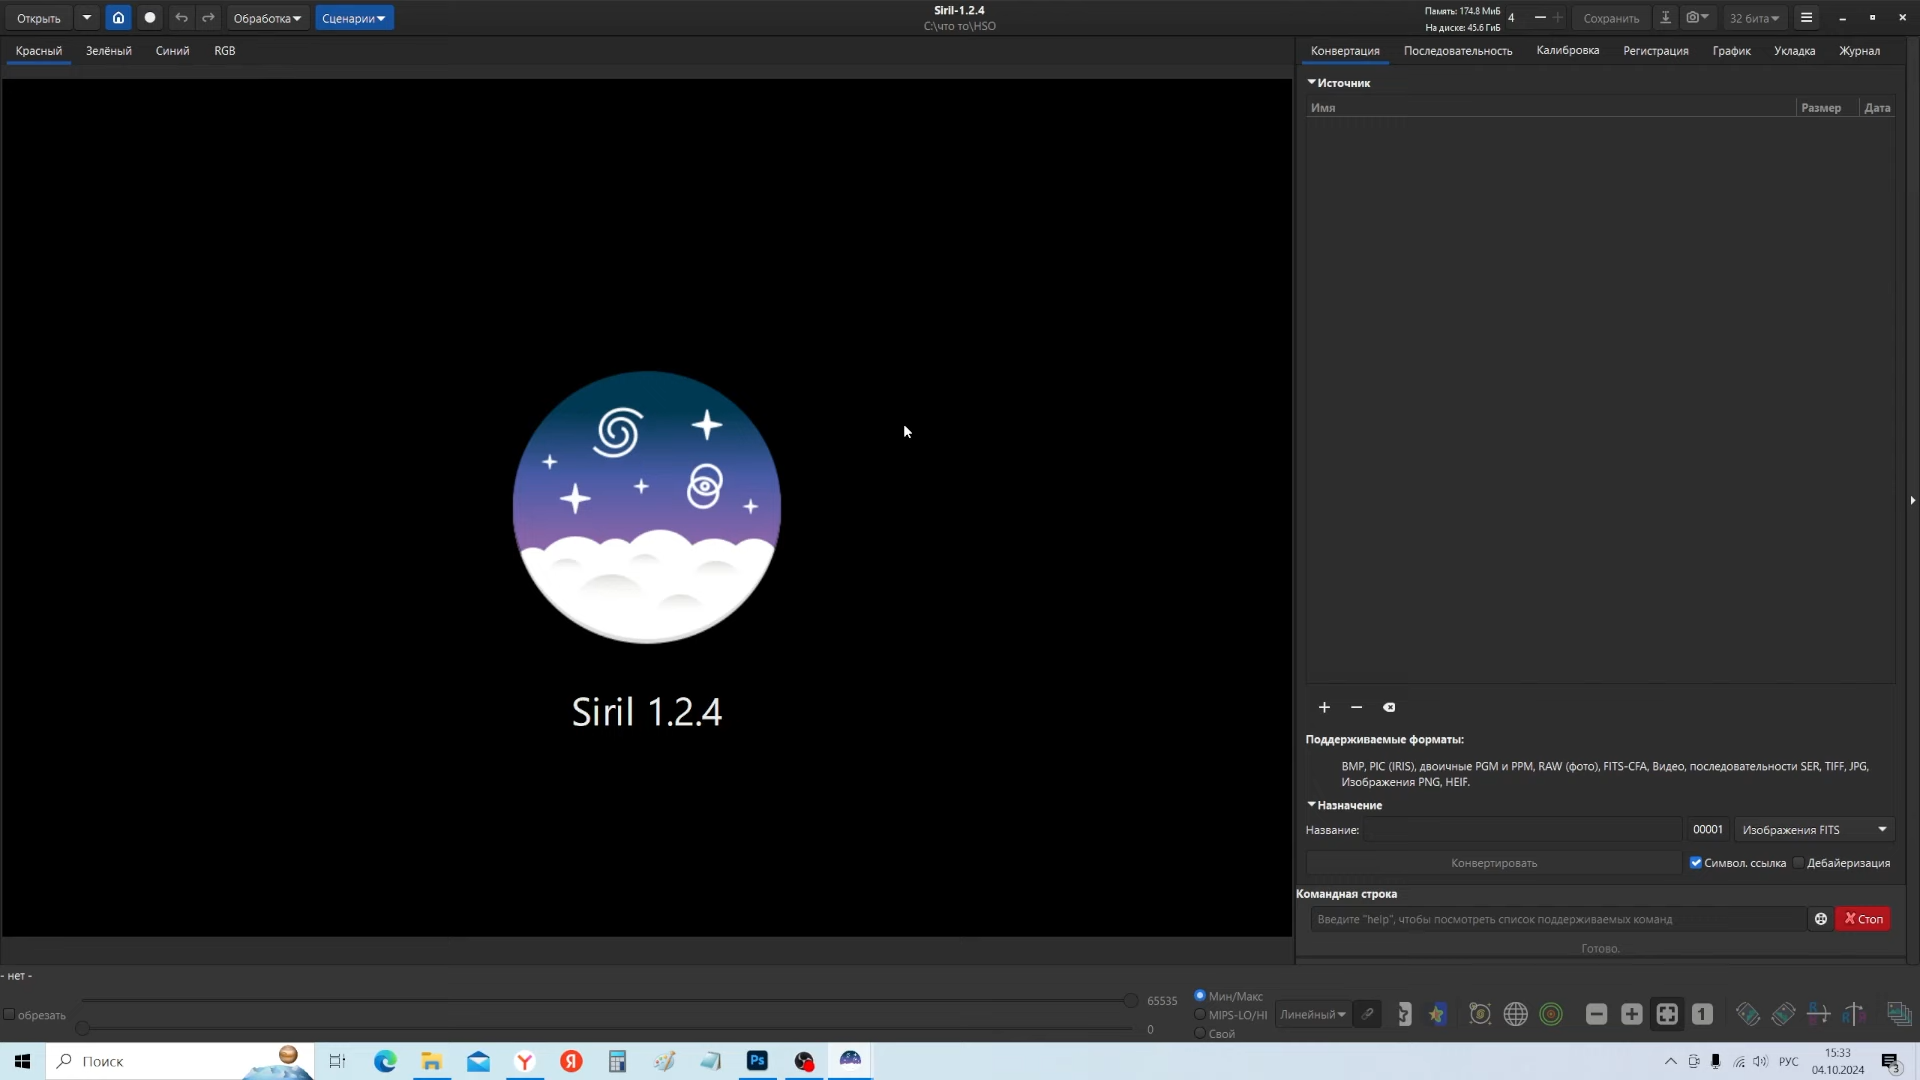 Открыть
Обработка
Сценарии
Siril-1.2.4
C:\что то\HSO
Память: 174.8 МиБ
На диске: 45.6 ГиБ
4
Сохранить
32 бита
Красный
Зелёный
Синий
RGB
Конвертация
Последовательность
Калибровка
Регистрация
График
Укладка
Журнал
Источник
Имя
Размер
Дата
Siril 1.2.4
Поддерживаемые форматы:
BMP, PIC (IRIS), двоичные PGM и PPM, RAW (фото), FITS-CFA, Видео, последовательности SER, TIFF, JPG,
Изображения PNG, HEIF.
Назначение
Название:
00001
Изображения FITS
Конвертировать
Символ. ссылка
Дебайеризация
Командная строка
Введите "help", чтобы посмотреть список поддерживаемых команд
Стоп
Готово.
- нет -
обрезать
65535
0
Мин/Макс
MIPS-LO/HI
Свой
Линейный
1
Поиск
Y
Я
Ps
РУС
15:33
04.10.2024
3